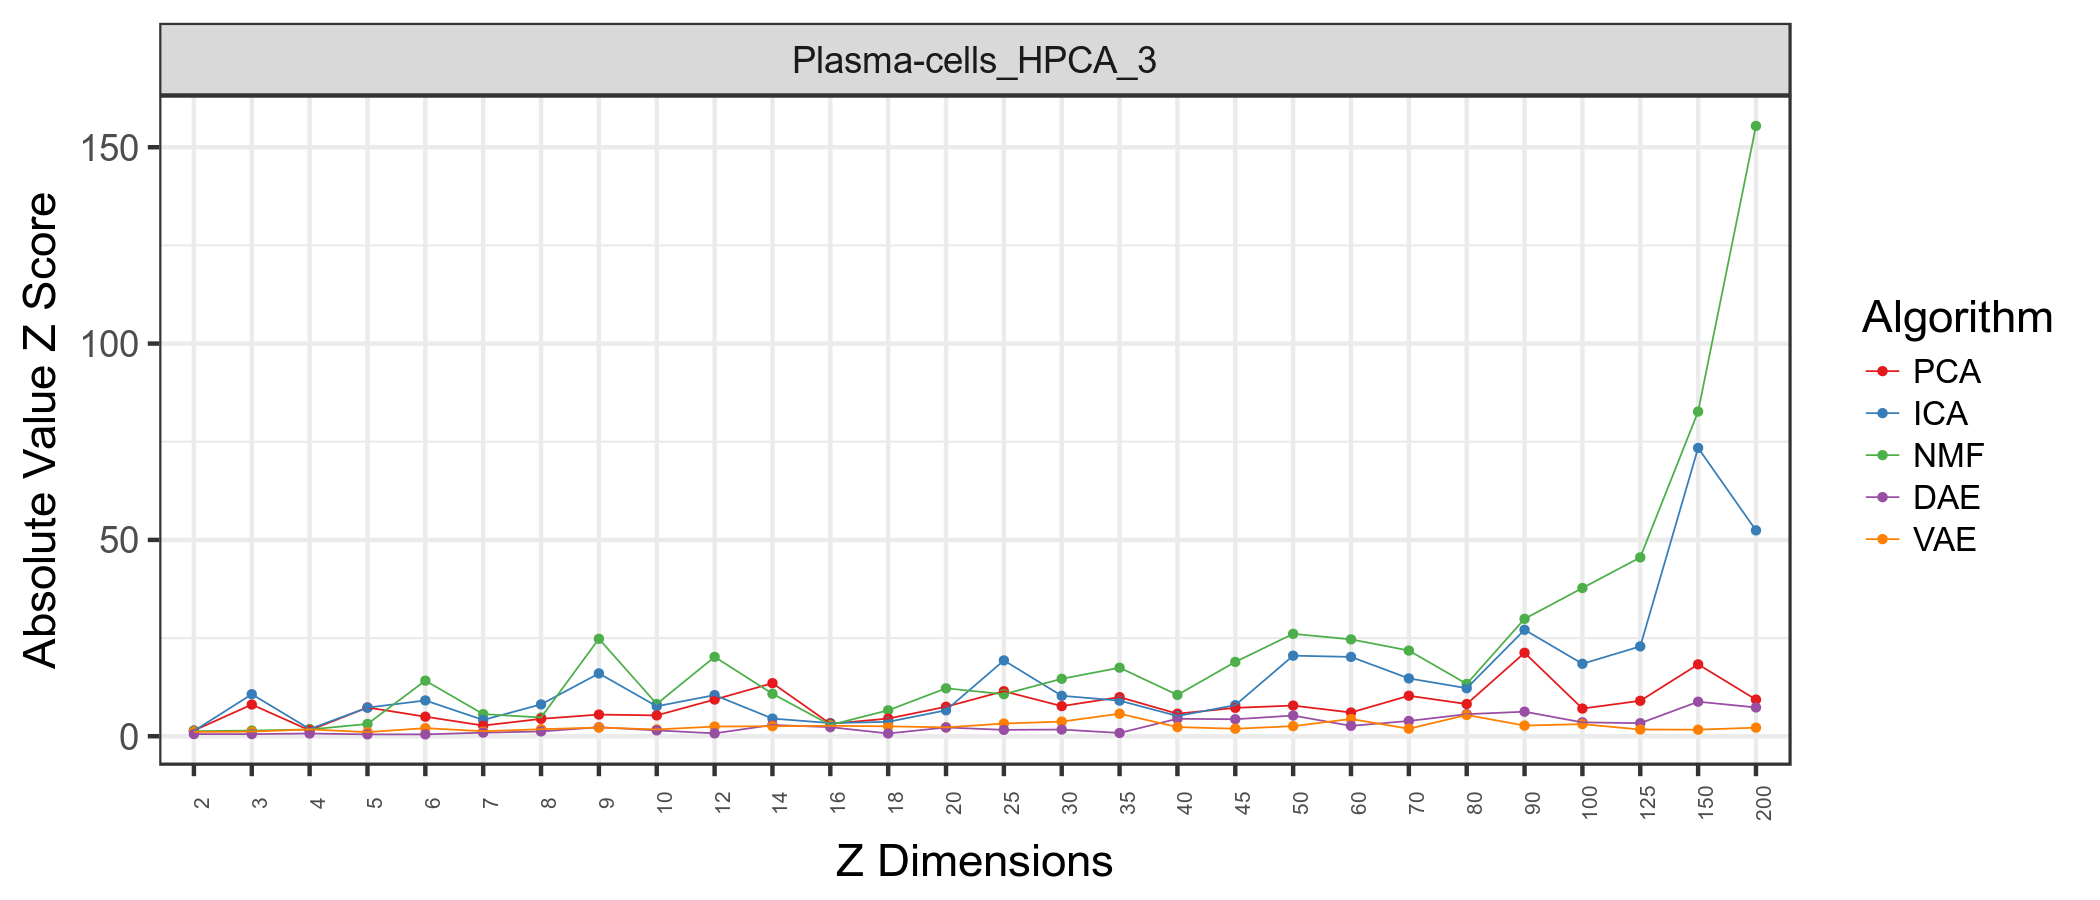 Plasma-cells_HPCA_3
Absolute Value Z Score
150
100
50
0
2 3 4 5 6 7 8 9 10 12 14 16 18 20 25 30 35 40 45 50 60 70 80 90 100 125 150 200
Z Dimensions
Algorithm
PCA
ICA
NMF
DAE
VAE